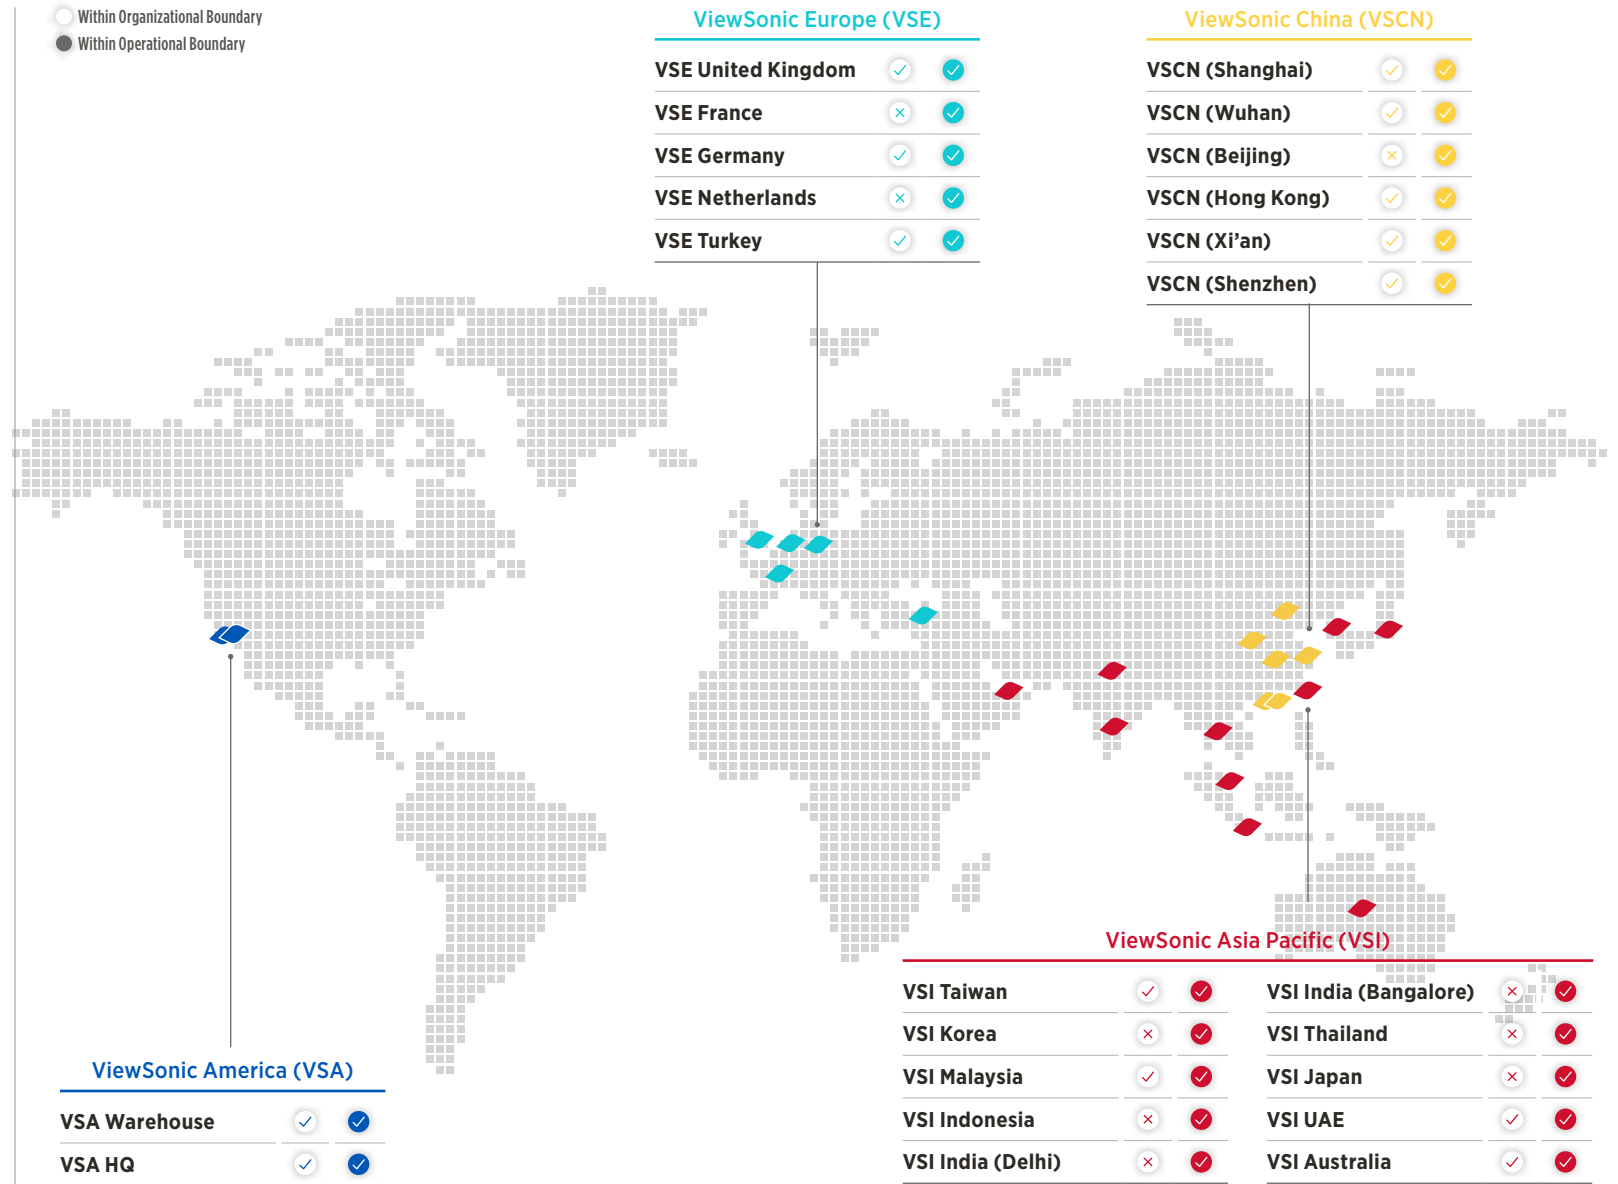 Within Organizational Boundary
Within Operational Boundary
ViewSonic Europe (VSE)
VSE United Kingdom
VSE France
VSE Germany
VSE Netherlands
VSE Turkey
ViewSonic China (VSCN)
VSCN (Shanghai)
VSCN (Wuhan)
VSCN (Beijing)
VSCN (Hong Kong)
VSCN (Xi’an)
VSCN (Shenzhen)
ViewSonic America (VSA)
VSA Warehouse
VSA HQ
ViewSonic Asia Pacific (VSI)
VSI Taiwan
VSI Korea
VSI Malaysia
VSI Indonesia
VSI India (Delhi)
VSI India (Bangalore)
VSI Thailand
VSI Japan
VSI UAE
VSI Australia